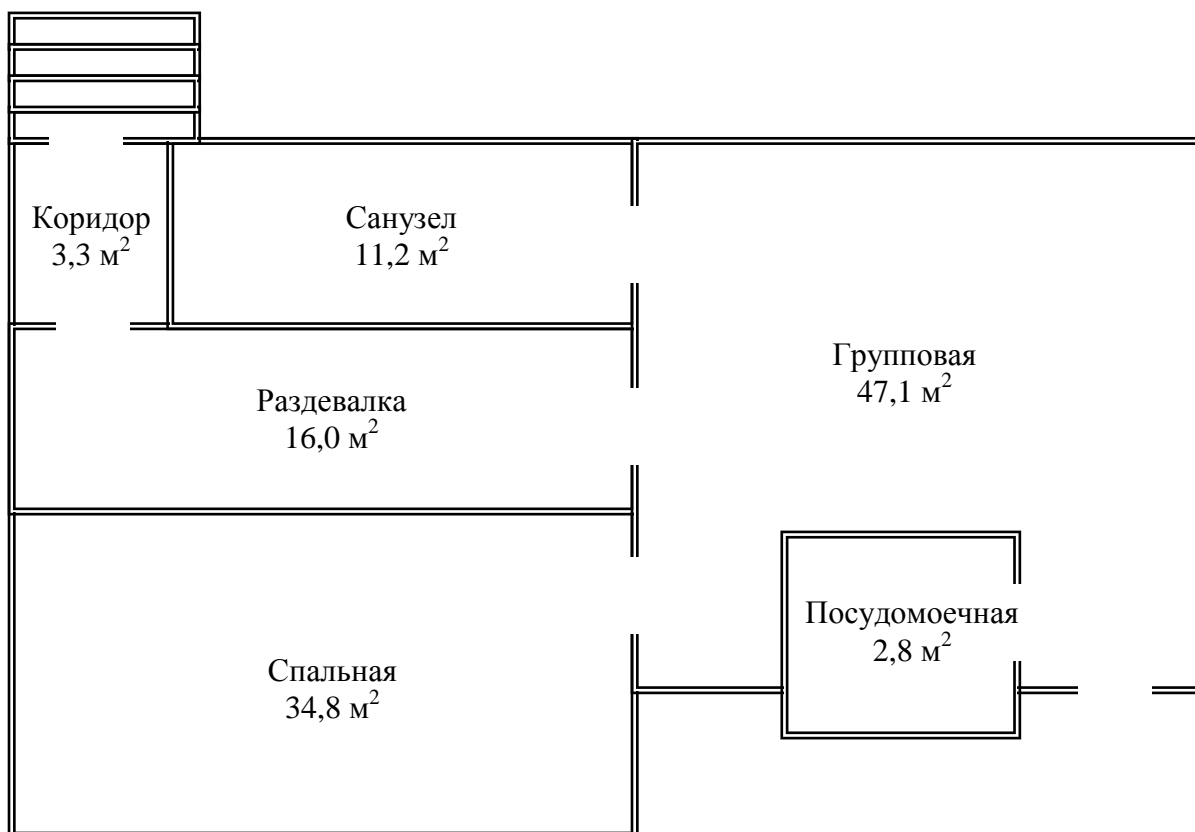 Коридор
3,3 м²
Санузел
11,2 м²
Групповая
47,1 м²
Раздевалка
16,0 м²
Посудомоечная
2,8 м²
Спальная
34,8 м²